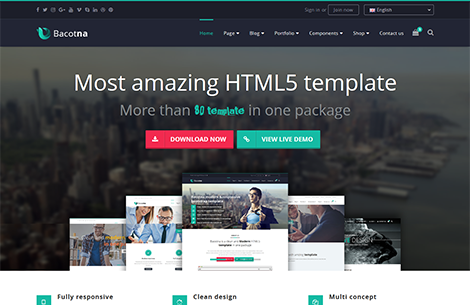 Sign in or Join now English
Bacotna
Home Page Blog Portfolio Components Shop Contact us
Most amazing HTML5 template
More than 80 template in one package
DOWNLOAD NOW VIEW LIVE DEMO
Fully responsive Clean design Multi concept